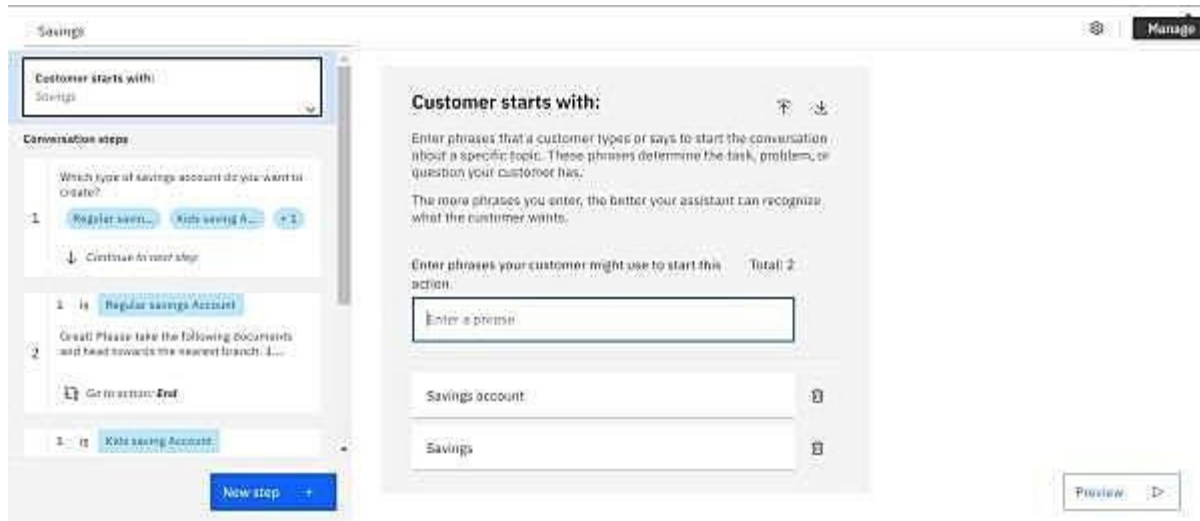 Savings
Manage
Customer starts with:
Savings
Conversation steps
1
Which type of savings account do you want to
create?
Regular savin... Kids saving A... + 1
Continue to next step
2
1 is Regular savings Account
Great! Please take the following documents
and head towards the nearest branch. 1...
Go to action: End
1 is Kids saving Account
New step +
Customer starts with:
Enter phrases that a customer types or says to start the conversation
about a specific topic. These phrases determine the task, problem, or
question your customer has.
The more phrases you enter, the better your assistant can recognize
what the customer wants.
Enter phrases your customer might use to start this
action.
Total: 2
Enter a phrase
Savings account
Savings
Preview